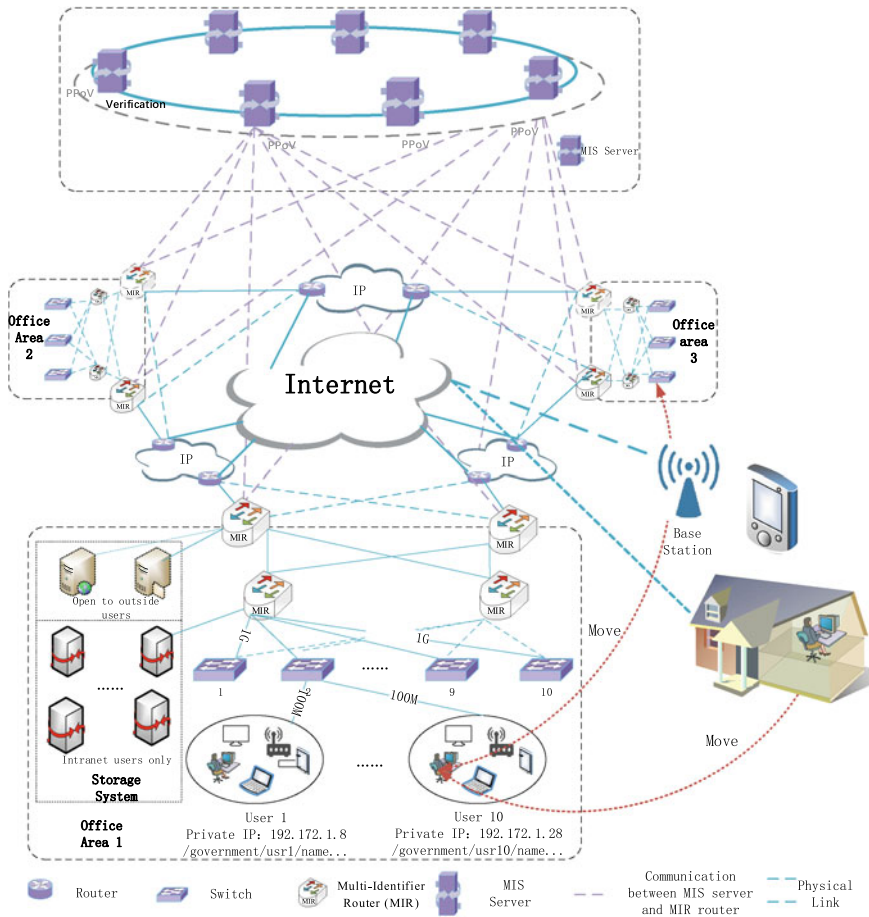 PPoV
Verification
PPoV
PPoV
PPoV
MIS Server
MIR
IP
MIR
Office
Area
2
Office
area
3
Internet
MIR
MIR
IP
IP
MIR
MIR
Base
Station
Open to outside
users
MIR
MIR
1G
1G
Move
1
2
......
9
10
......
100M
100M
Intranet users only
Storage
System
......
Move
Office
Area 1
User 1
Private IP: 192.172.1.8
/government/usr1/name...
User 10
Private IP: 192.172.1.28
/government/usr10/name...
Router
Switch
Multi-Identifier
Router (MIR)
MIS
Server
Communication
between MIS server
and MIR router
Physical
Link